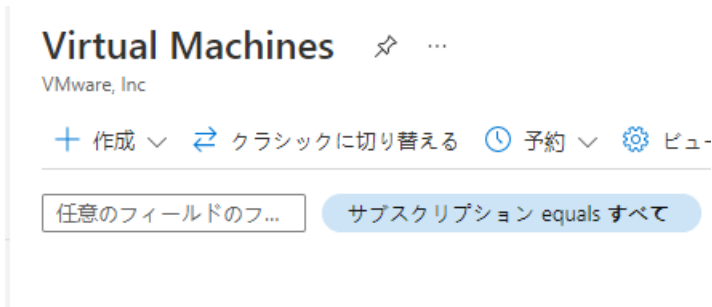 Virtual Machines
VMware, Inc
作成 クラシックに切り替える 予約 ビュー
任意のフィールドのフ... サブスクリプション equals すべて